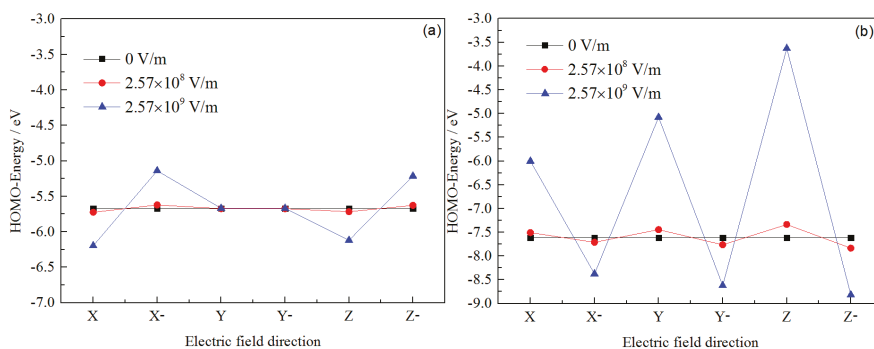 (a)
0 V/m
2.57×10⁸ V/m
2.57×10⁹ V/m
HOMO-Energy / eV
-3.0
-3.5
-4.0
-4.5
-5.0
-5.5
-6.0
-6.5
-7.0
X X- Y Y- Z Z-
Electric field direction
(b)
0 V/m
2.57×10⁸ V/m
2.57×10⁹ V/m
HOMO-Energy / eV
-3.0
-3.5
-4.0
-4.5
-5.0
-5.5
-6.0
-6.5
-7.0
-7.5
-8.0
-8.5
-9.0
X X- Y Y- Z Z-
Electric field direction